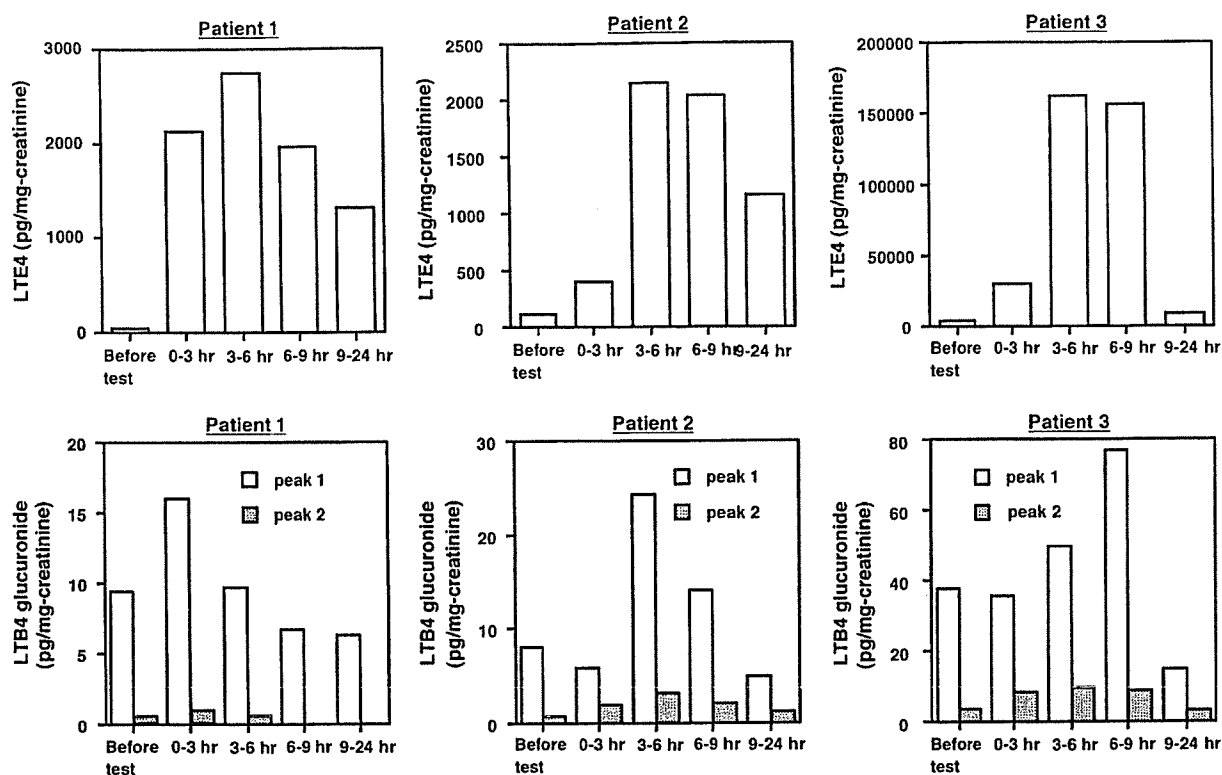 Patient 1
Patient 2
Patient 3
LTE4 (pg/mg-creatinine)
3000
2000
1000
0
Before test
0-3 hr
3-6 hr
6-9 hr
9-24 hr
LTE4 (pg/mg-creatinine)
2500
2000
1500
1000
500
0
Before test
0-3 hr
3-6 hr
6-9 hr
9-24 hr
LTE4 (pg/mg-creatinine)
200000
150000
100000
50000
0
Before test
0-3 hr
3-6 hr
6-9 hr
9-24 hr
Patient 1
Patient 2
Patient 3
LTB4 glucuronide
(pg/mg-creatinine)
20
15
10
5
0
peak 1
peak 2
Before test
0-3 hr
3-6 hr
6-9 hr
9-24 hr
LTB4 glucuronide
(pg/mg-creatinine)
30
20
10
0
peak 1
peak 2
Before test
0-3 hr
3-6 hr
6-9 hr
9-24 hr
LTB4 glucuronide
(pg/mg-creatinine)
80
60
40
20
0
peak 1
peak 2
Before test
0-3 hr
3-6 hr
6-9 hr
9-24 hr